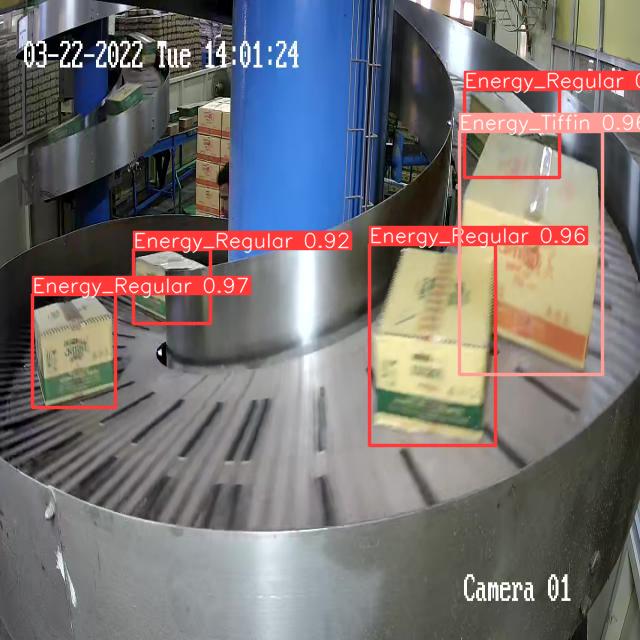 03-22-2022 Tue 14:01:24
Energy_Regular
Energy_Tiffin 0.96
Energy_Regular 0.92
Energy_Regular 0.96
Energy_Regular 0.97
Camera 01